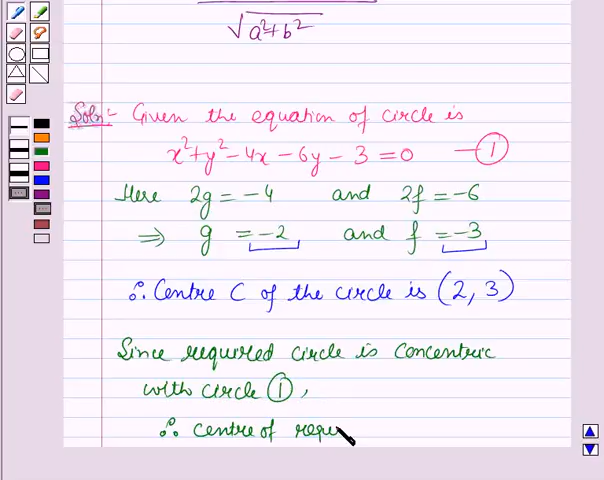 √a²+b²
Soln:- Given the equation of circle is
x²+y²-4x-6y-3=0 —①
Here 2g=-4 and 2f=-6
⇒ g=-2 and f=-3
∴ Centre C of the circle is (2, 3)
Since required circle is concentric
with circle ①,
∴ centre of requ